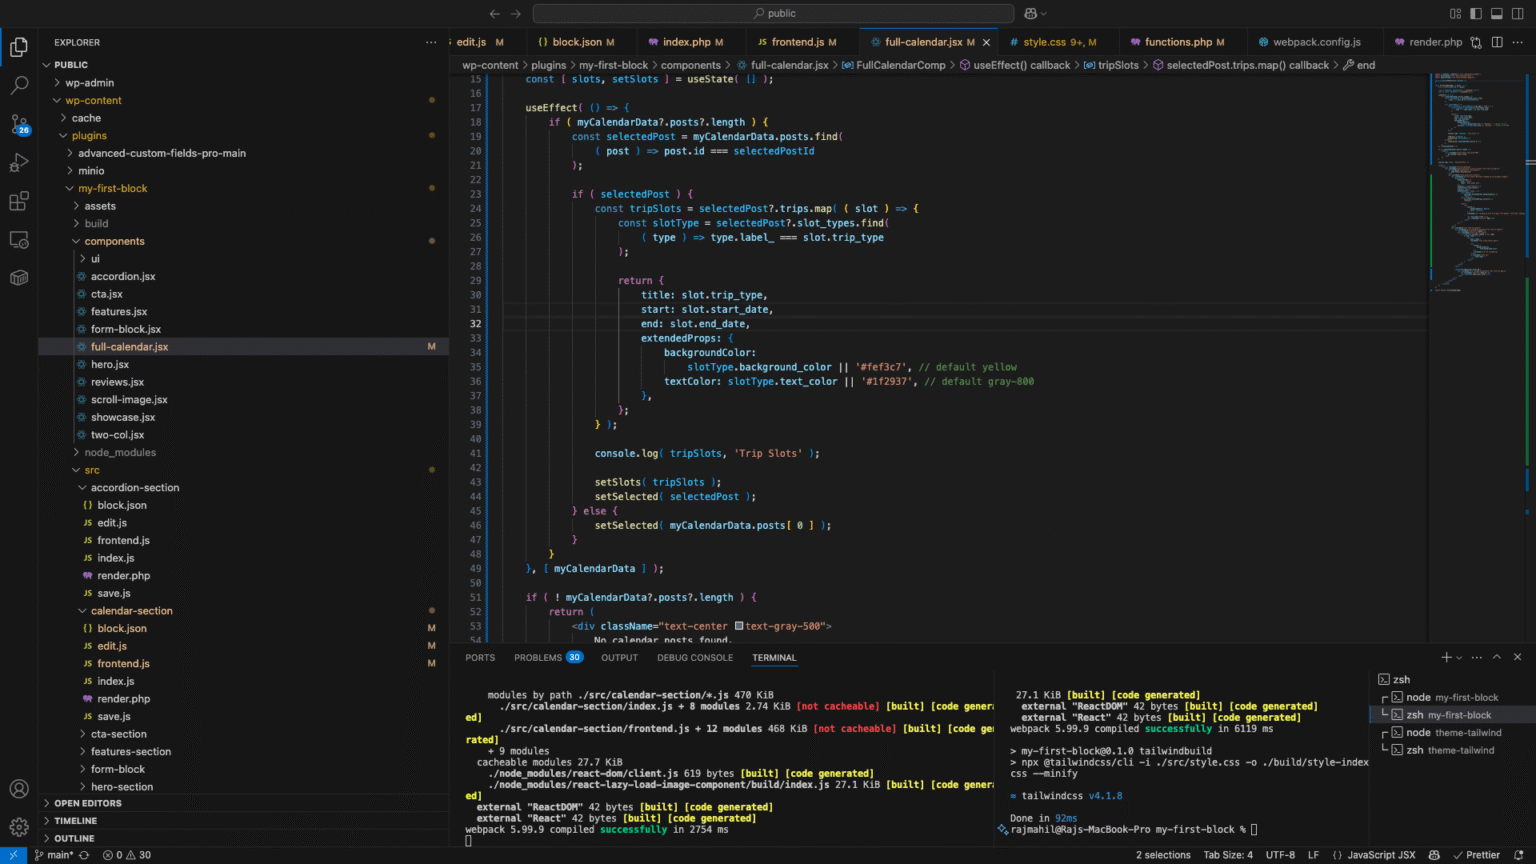 public
EXPLORER
PUBLIC
wp-admin
wp-content
cache
plugins
advanced-custom-fields-pro-main
minio
my-first-block
assets
build
components
ui
accordion.jsx
cta.jsx
features.jsx
form-block.jsx
full-calendar.jsx M
hero.jsx
reviews.jsx
scroll-image.jsx
showcase.jsx
two-col.jsx
node_modules
src
accordion-section
{} block.json
JS edit.js
JS frontend.js
JS index.js
render.php
JS save.js
calendar-section
{} block.json M
JS edit.js M
JS frontend.js M
JS index.js
render.php
JS save.js
cta-section
features-section
form-block
hero-section
OPEN EDITORS
TIMELINE
OUTLINE
26
edit.js M {} block.json M index.php M JS frontend.js M full-calendar.jsx M # style.css 9+, M functions.php M webpack.config.js render.php
wp-content > plugins > my-first-block > components > full-calendar.jsx > FullCalendarComp > useEffect() callback > tripSlots > selectedPost.trips.map() callback > end
15 const [ slots, setSlots ] = useState( [] );
16
17 useEffect( () => {
18 if ( myCalendarData?.posts?.length ) {
19 const selectedPost = myCalendarData.posts.find(
20 ( post ) => post.id === selectedPostId
21 );
22
23 if ( selectedPost ) {
24 const tripSlots = selectedPost?.trips.map( ( slot ) => {
25 const slotType = selectedPost?.slot_types.find(
26 ( type ) => type.label_ === slot.trip_type
27 );
28
29 return {
30 title: slot.trip_type,
31 start: slot.start_date,
32 end: slot.end_date,
33 extendedProps: {
34 backgroundColor:
35 slotType.background_color || '#fef3c7', // default yellow
36 textColor: slotType.text_color || '#1f2937', // default gray-800
37 },
38 };
39 } );
40
41 console.log( tripSlots, 'Trip Slots' );
42
43 setSlots( tripSlots );
44 setSelected( selectedPost );
45 } else {
46 setSelected( myCalendarData.posts[ 0 ] );
47 }
48 }
49 }, [ myCalendarData ] );
50
51 if ( ! myCalendarData?.posts?.length ) {
52 return (
53 <div className="text-center text-gray-500">
54 No calendar posts found.
PORTS PROBLEMS 30 OUTPUT DEBUG CONSOLE TERMINAL
modules by path ./src/calendar-section/*.js 470 KiB
./src/calendar-section/index.js + 8 modules 2.74 KiB [not cacheable] [built] [code generat
ed]
./src/calendar-section/frontend.js + 12 modules 468 KiB [not cacheable] [built] [code gene
rated]
+ 9 modules
cacheable modules 27.7 KiB
./node_modules/react-dom/client.js 619 bytes [built] [code generated]
./node_modules/react-lazy-load-image-component/build/index.js 27.1 KiB [built] [code generat
ed]
external "ReactDOM" 42 bytes [built] [code generated]
external "React" 42 bytes [built] [code generated]
webpack 5.99.9 compiled successfully in 2754 ms
27.1 KiB [built] [code generated]
external "ReactDOM" 42 bytes [built] [code generated]
external "React" 42 bytes [built] [code generated]
webpack 5.99.9 compiled successfully in 6119 ms
> my-first-block@0.1.0 tailwindbuild
> npx @tailwindcss/cli -i ./src/style.css -o ./build/style-index
css --minify
≈ tailwindcss v4.1.8
Done in 92ms
rajmahil@Rajs-MacBook-Pro my-first-block %
zsh
node my-first-block
zsh my-first-block
node theme-tailwind
zsh theme-tailwind
main* 0 30
2 selections Tab Size: 4 UTF-8 LF {} JavaScript JSX Prettier